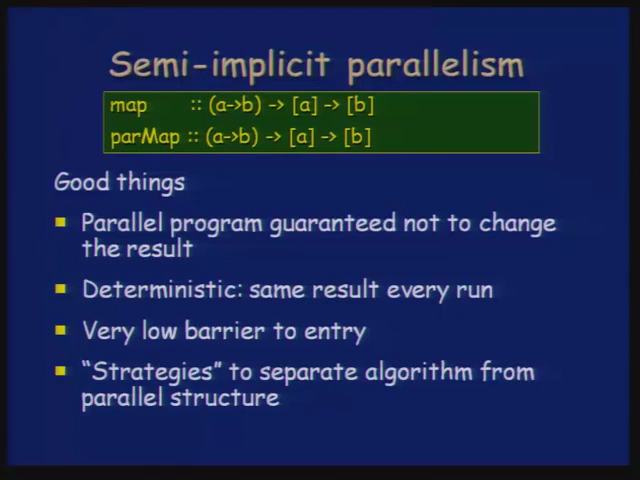 Semi-implicit parallelism
map :: (a->b) -> [a] -> [b]
parMap :: (a->b) -> [a] -> [b]
Good things
Parallel program guaranteed not to change
the result
Deterministic: same result every run
Very low barrier to entry
“Strategies” to separate algorithm from
parallel structure